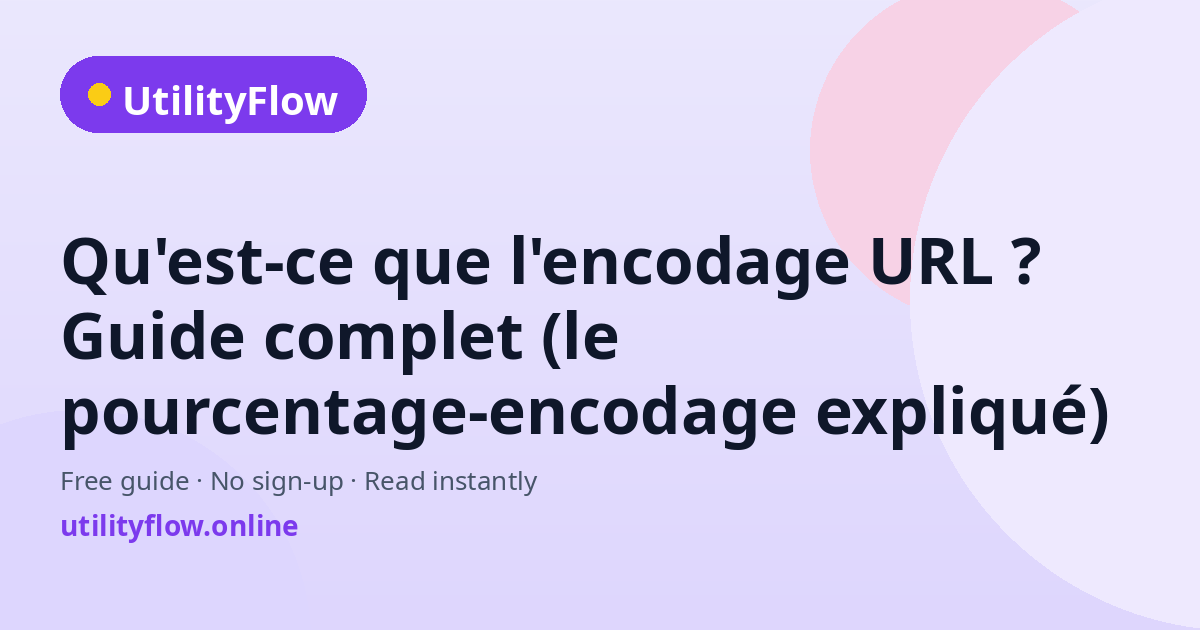 UtilityFlow
Qu'est-ce que l'encodage URL ?
Guide complet (le
pourcentage-encodage expliqué)
Free guide · No sign-up · Read instantly
utilityflow.online